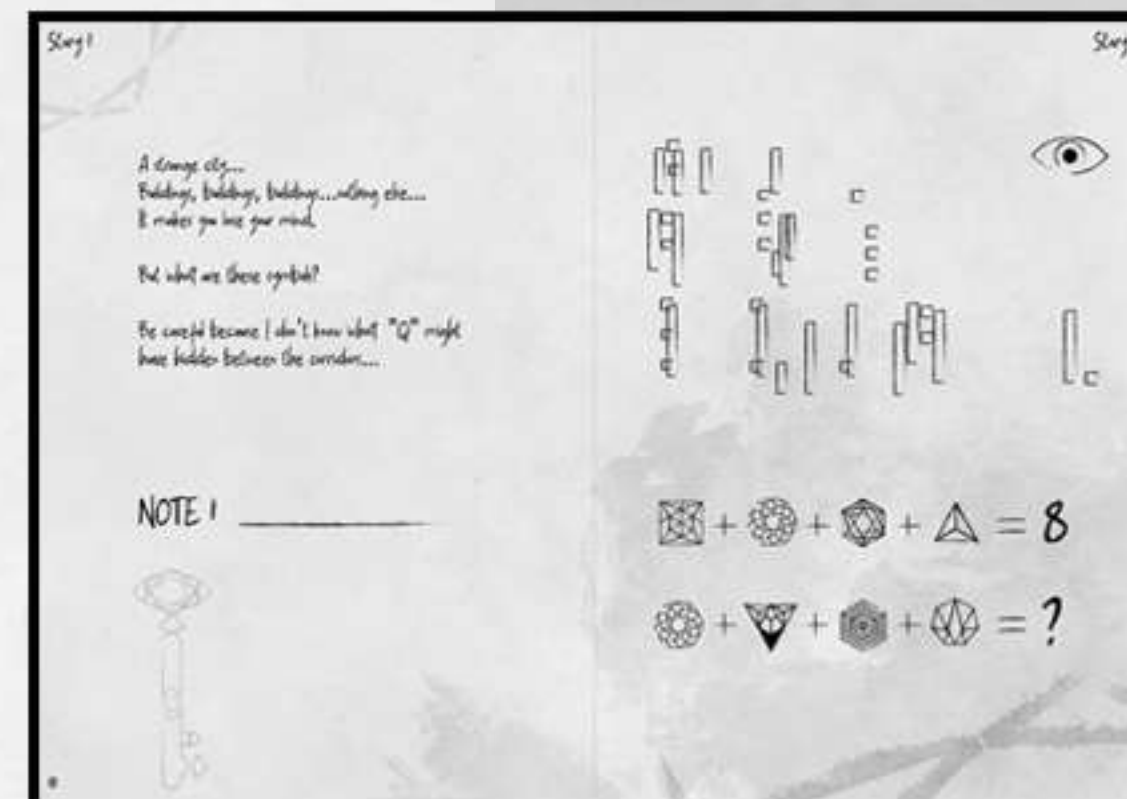 Story 1
A strange city...
Buildings, buildings, buildings...nothing else...
It makes you lose your mind.
But what are these symbols?
Be careful because I don't know what "Q" might
have hidden between the corridors...
NOTE 1
Story
+ + + = 8
+ + + = ?